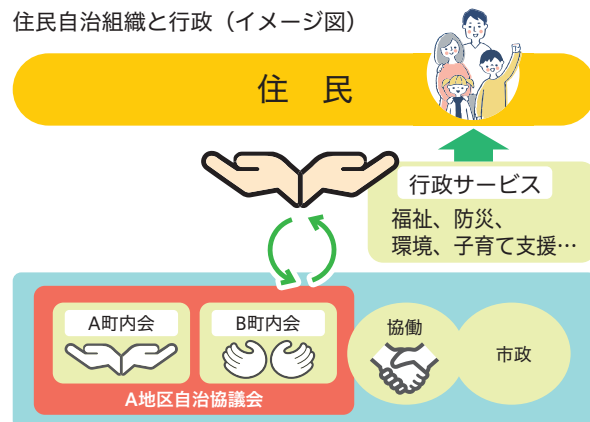 住民自治組織と行政（イメージ図）
住　民
行政サービス
福祉、防災、
環境、子育て支援…
A町内会
B町内会
協働
市政
A地区自治協議会